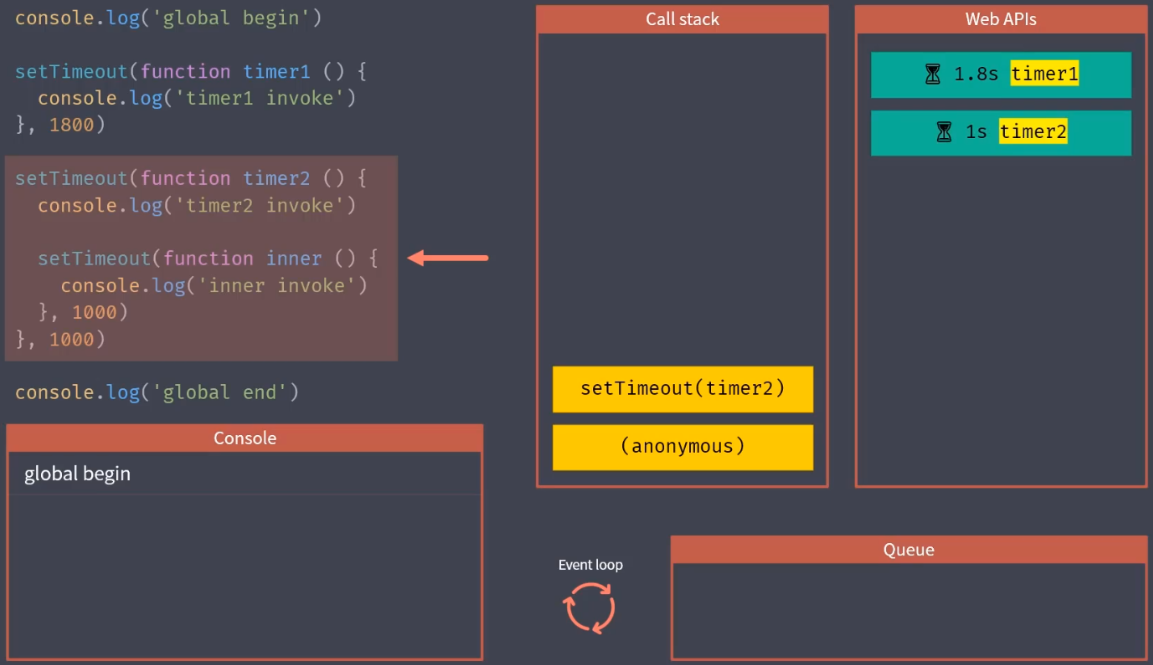 console.log('global begin')
setTimeout(function timer1 () {
  console.log('timer1 invoke')
}, 1800)
setTimeout(function timer2 () {
  console.log('timer2 invoke')
  setTimeout(function inner () {
    console.log('inner invoke')
  }, 1000)
}, 1000)
console.log('global end')
Console
global begin
Call stack
setTimeout(timer2)
(anonymous)
Web APIs
1.8s timer1
1s timer2
Event loop
Queue